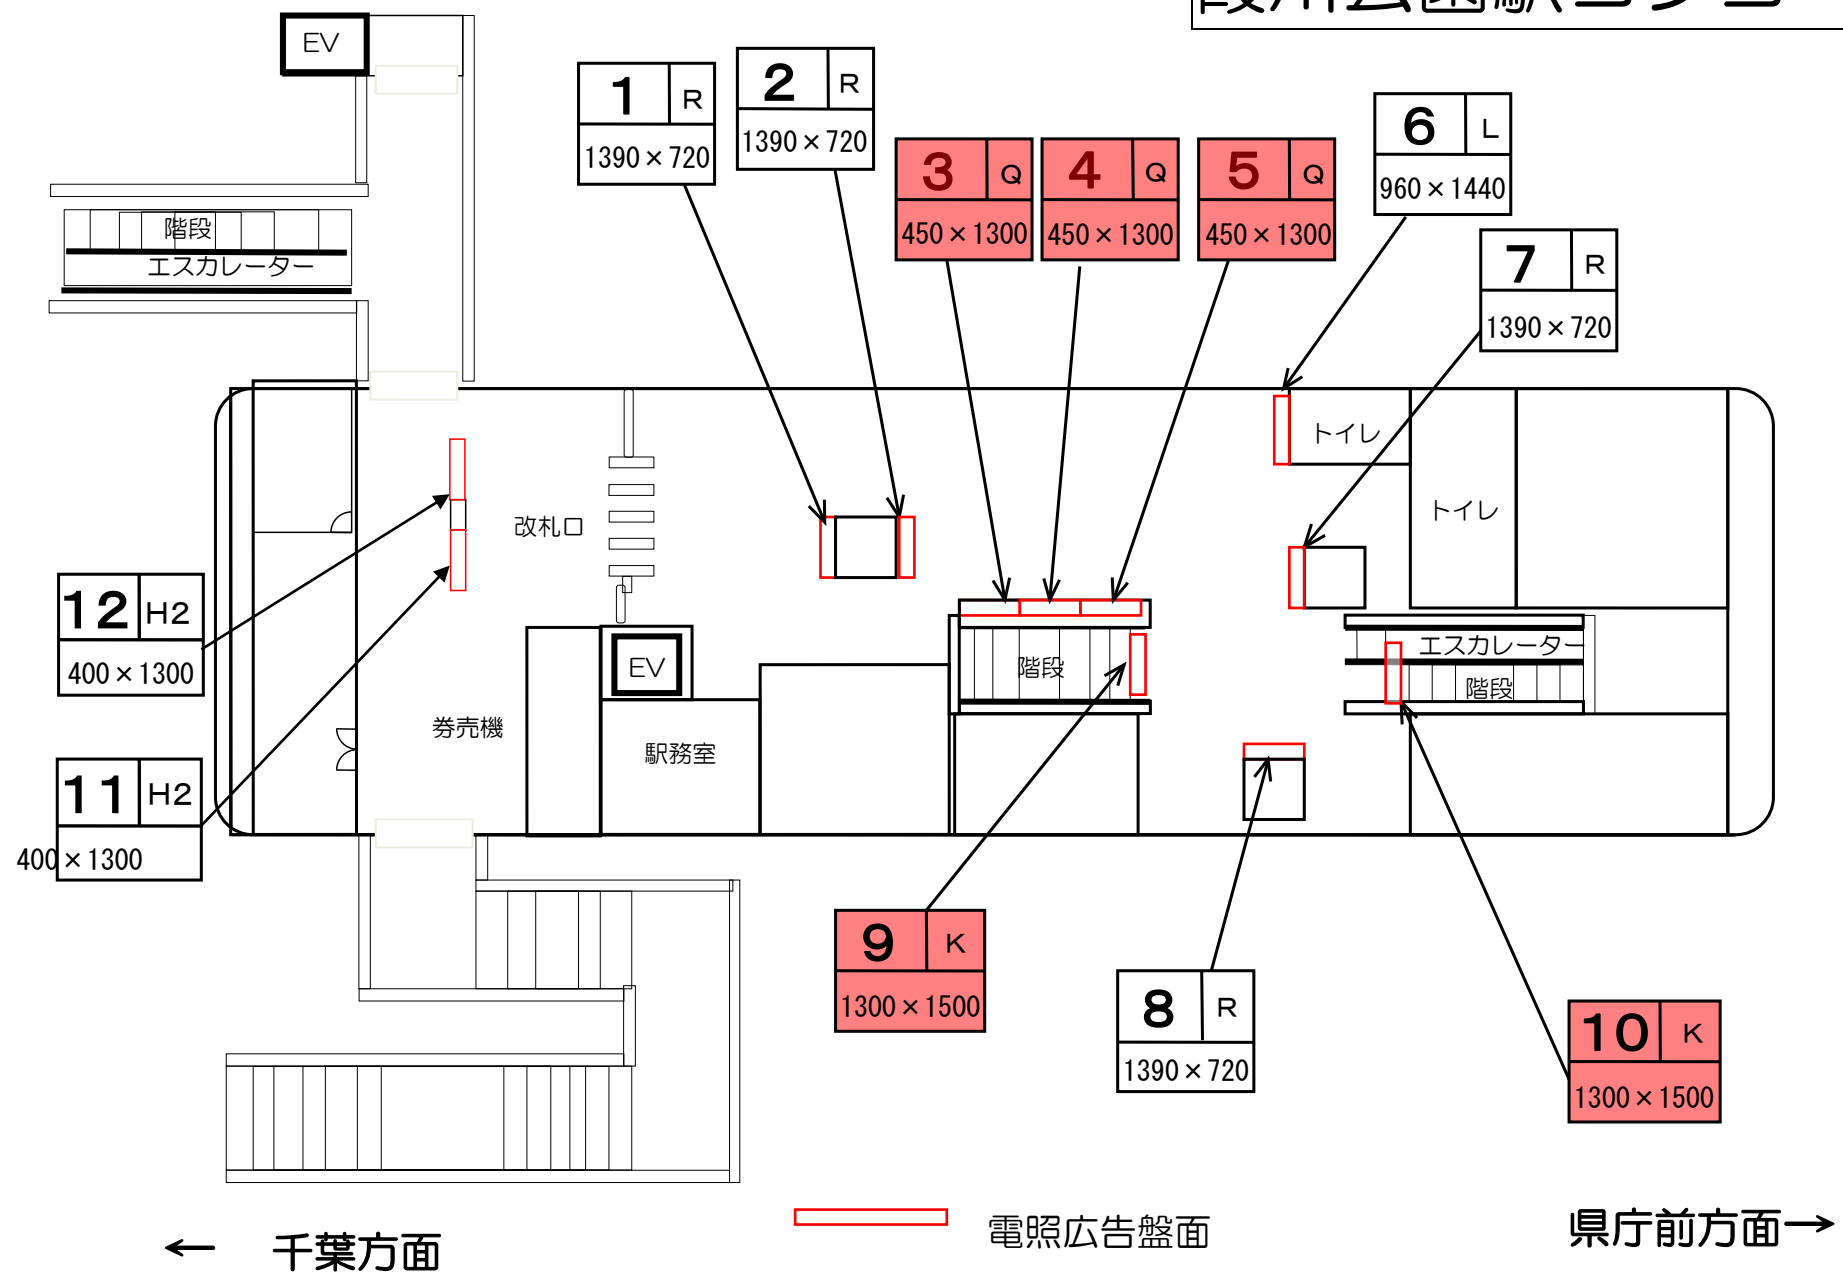 EV
1 R
1390×720
2 R
1390×720
3 Q
450×1300
4 Q
450×1300
5 Q
450×1300
6 L
960×1440
7 R
1390×720
階段
エスカレーター
トイレ
トイレ
改札口
12 H2
400×1300
11 H2
400×1300
券売機
EV
駅務室
階段
エスカレーター
階段
9 K
1300×1500
8 R
1390×720
10 K
1300×1500
← 千葉方面
電照広告盤面
県庁前方面→